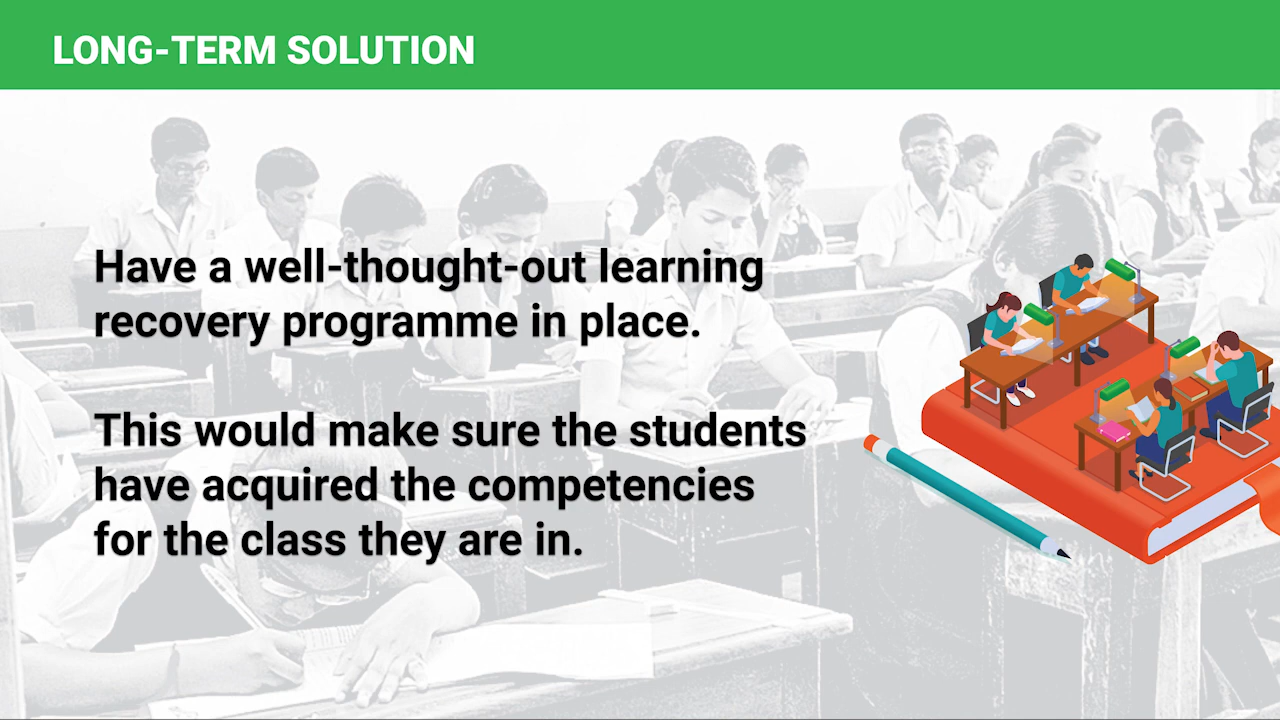 LONG-TERM SOLUTION
Have a well-thought-out learning
recovery programme in place.
This would make sure the students
have acquired the competencies
for the class they are in.